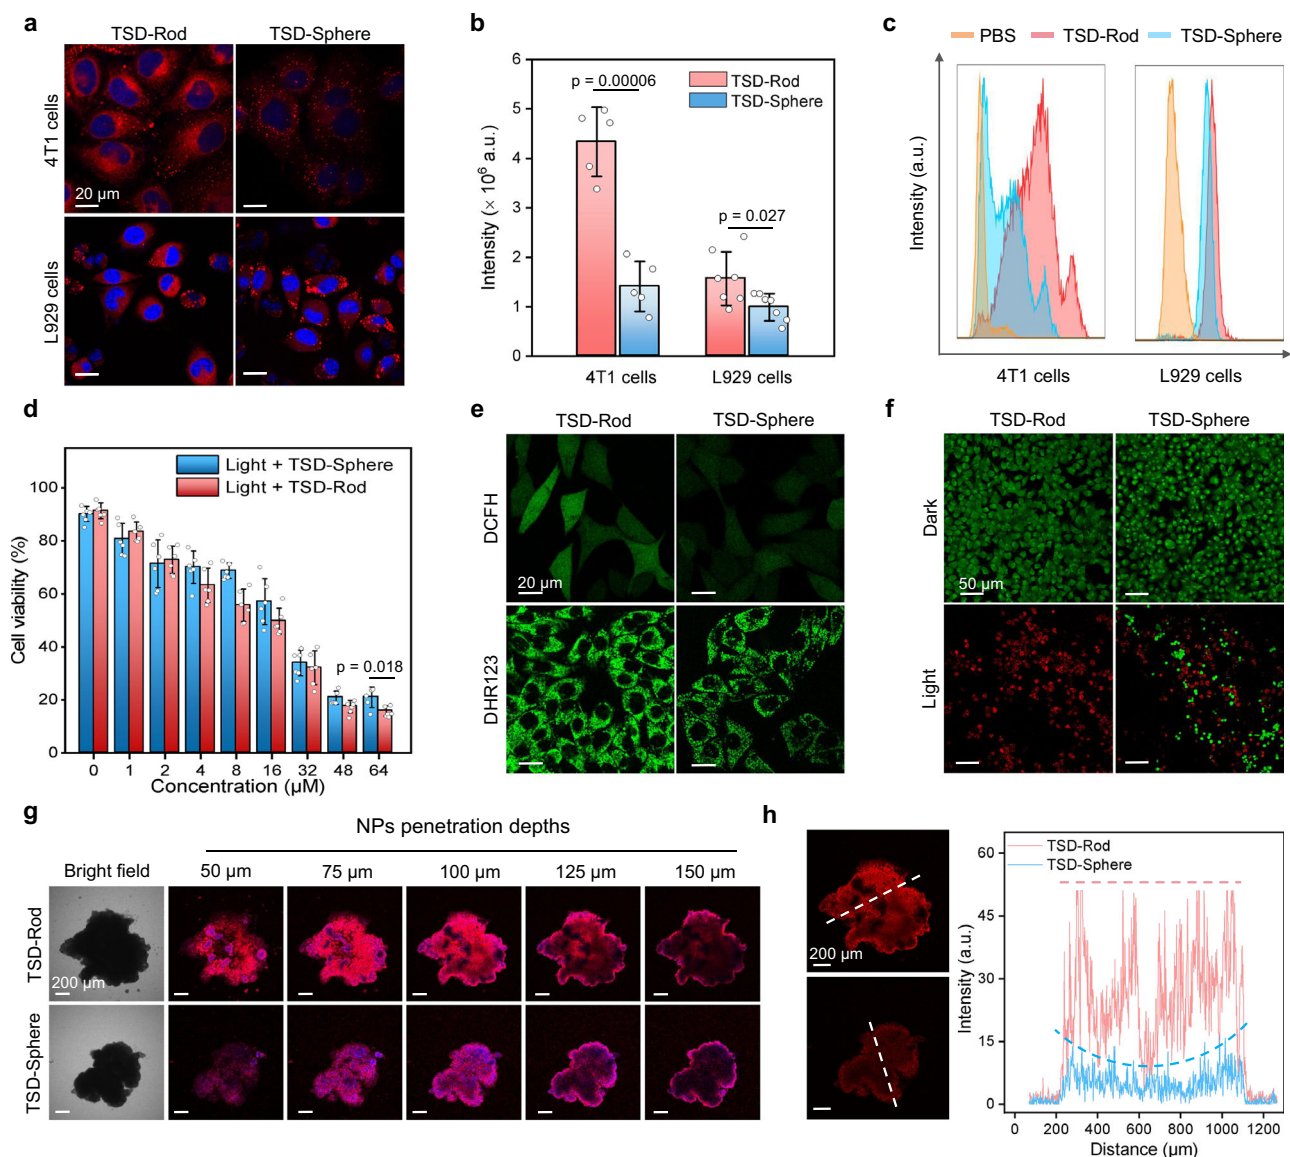 a
TSD-Rod
TSD-Sphere
4T1 cells
20 µm
L929 cells
b
6
5
4
3
2
1
0
Intensity (× 10⁶ a.u.)
p = 0.00006
TSD-Rod
TSD-Sphere
p = 0.027
4T1 cells
L929 cells
c
PBS
TSD-Rod
TSD-Sphere
Intensity (a.u.)
4T1 cells
L929 cells
d
Light + TSD-Sphere
Light + TSD-Rod
100
80
60
40
20
0
Cell viability (%)
p = 0.018
0 1 2 4 8 16 32 48 64
Concentration (µM)
e
TSD-Rod
TSD-Sphere
DCFH
20 µm
DHR123
f
TSD-Rod
TSD-Sphere
Dark
50 µm
Light
g
NPs penetration depths
Bright field
50 µm
75 µm
100 µm
125 µm
150 µm
TSD-Rod
200 µm
TSD-Sphere
h
200 µm
TSD-Rod
TSD-Sphere
60
45
30
15
0
Intensity (a.u.)
0 200 400 600 800 1000 1200
Distance (µm)